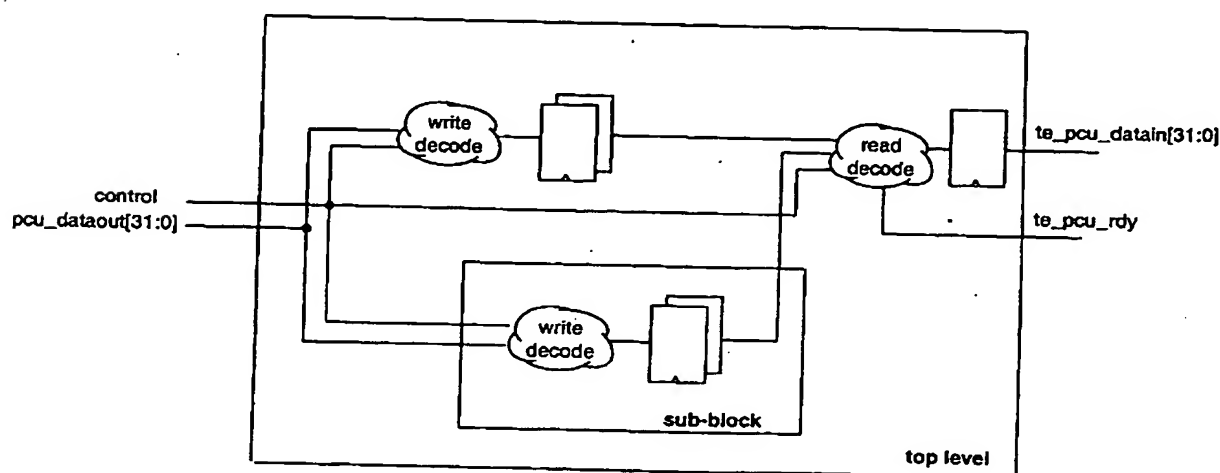 write
decode
read
decode
te_pcu_datain[31:0]
control
pcu_dataout[31:0]
te_pcu_rdy
write
decode
sub-block
top level